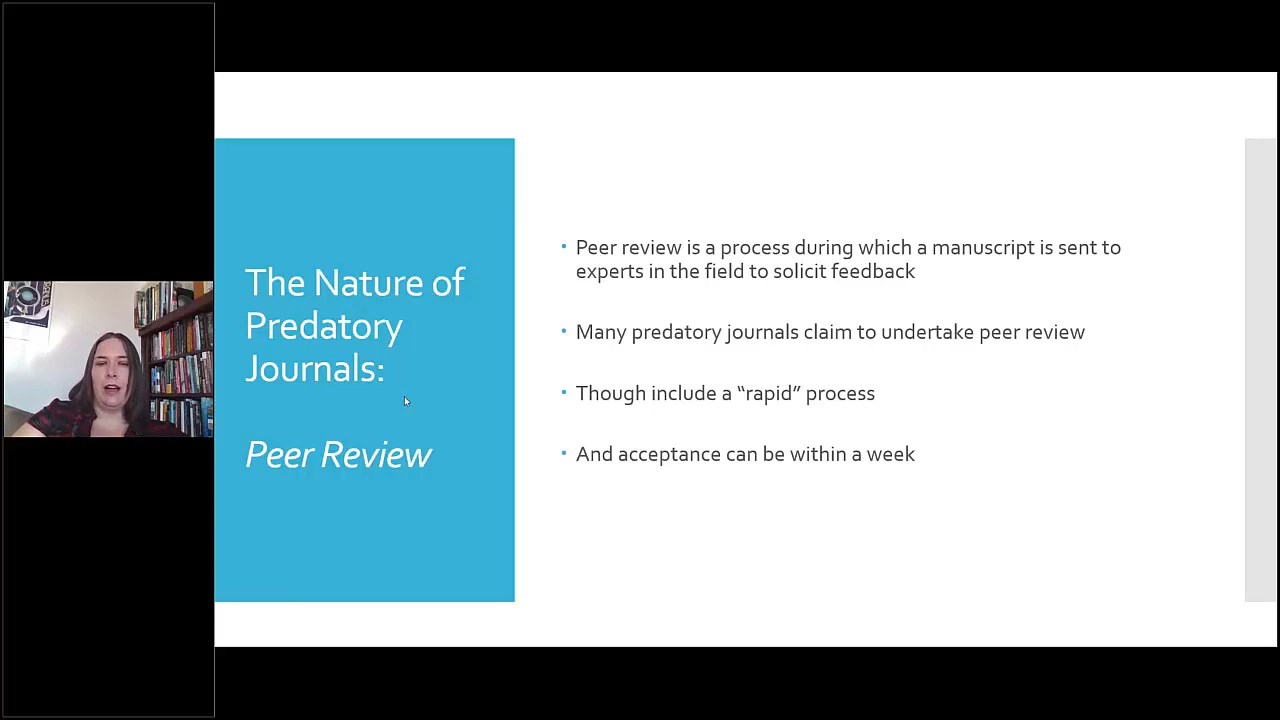 The Nature of
Predatory
Journals:
Peer Review
• Peer review is a process during which a manuscript is sent to
experts in the field to solicit feedback
• Many predatory journals claim to undertake peer review
• Though include a “rapid” process
• And acceptance can be within a week